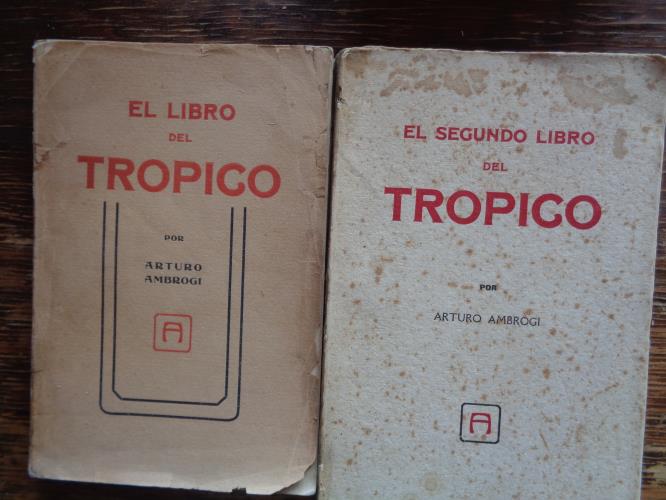 EL LIBRO
DEL
TROPICO
POR
ARTURO
AMBROGI
A
EL SEGUNDO LIBRO
DEL
TROPICO
POR
ARTURO AMBROGI
A